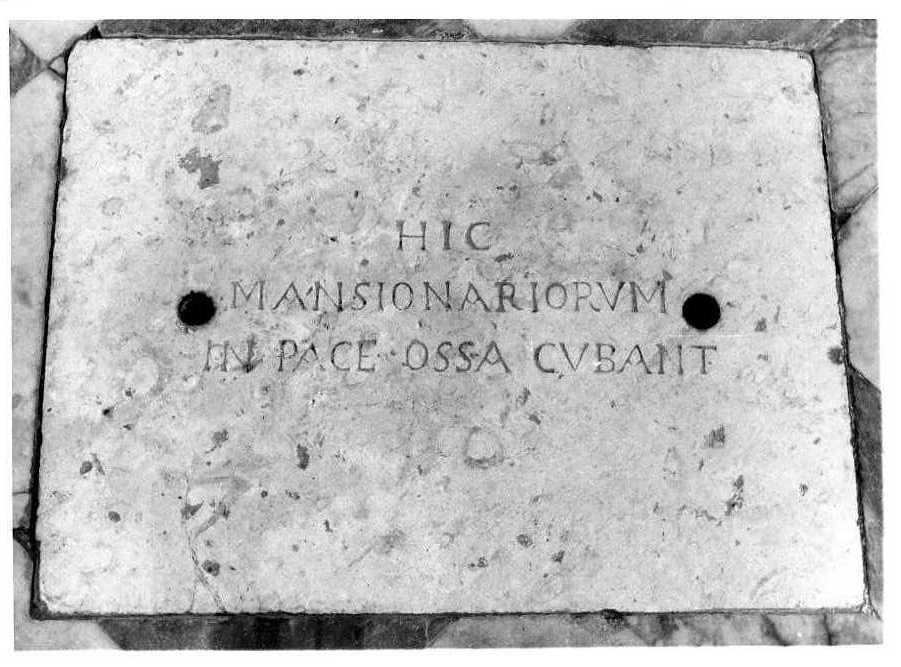 HIC
MANSIONARIORVM
IN PACE OSSA CVBANT